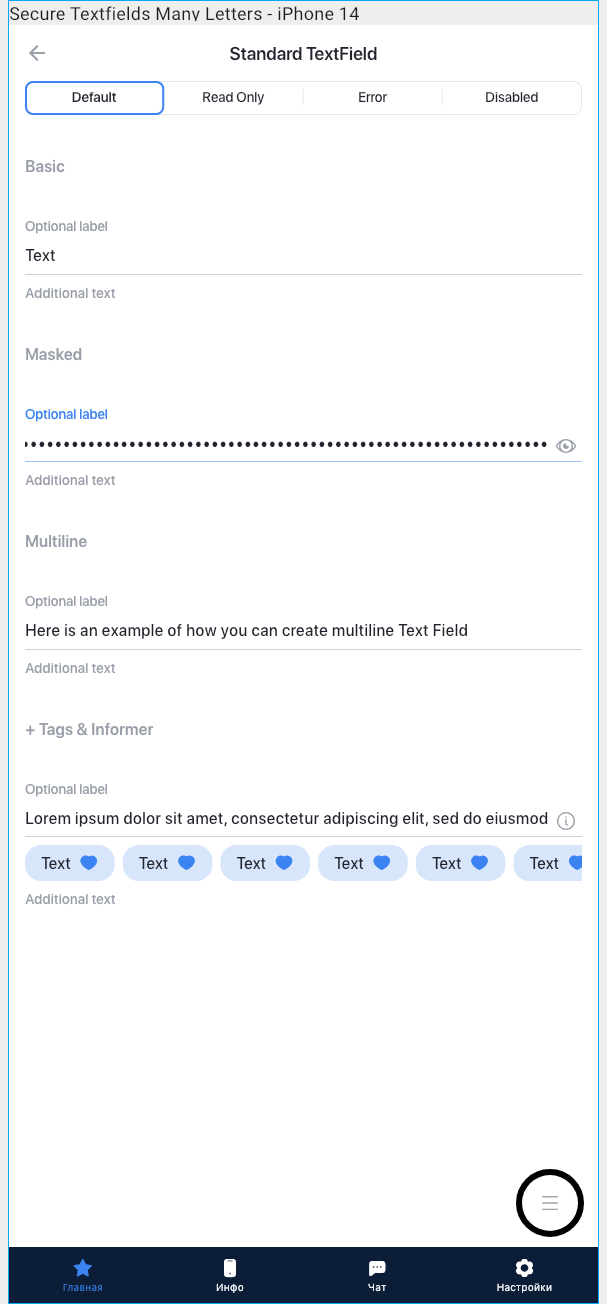 Secure Textfields Many Letters - iPhone 14
Standard TextField
Default Read Only Error Disabled
Basic
Optional label
Text
Additional text
Masked
Optional label
Additional text
Multiline
Optional label
Here is an example of how you can create multiline Text Field
Additional text
+ Tags & Informer
Optional label
Lorem ipsum dolor sit amet, consectetur adipiscing elit, sed do eiusmod
Text Text Text Text Text Text
Additional text
Главная Инфо Чат Настройки